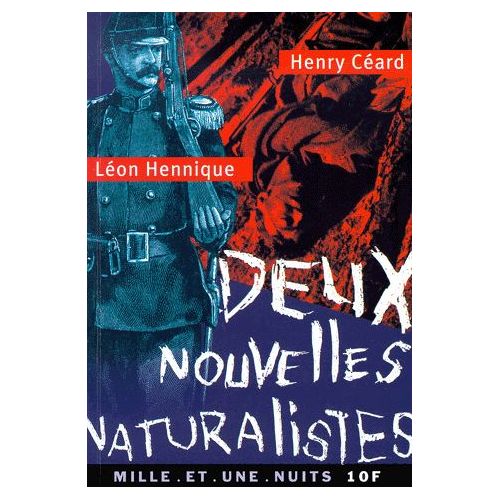 Henry Céard
Léon Hennique
DEUX
NOUVELLES
NATURALISTES
MILLE.ET.UNE.NUITS 10F